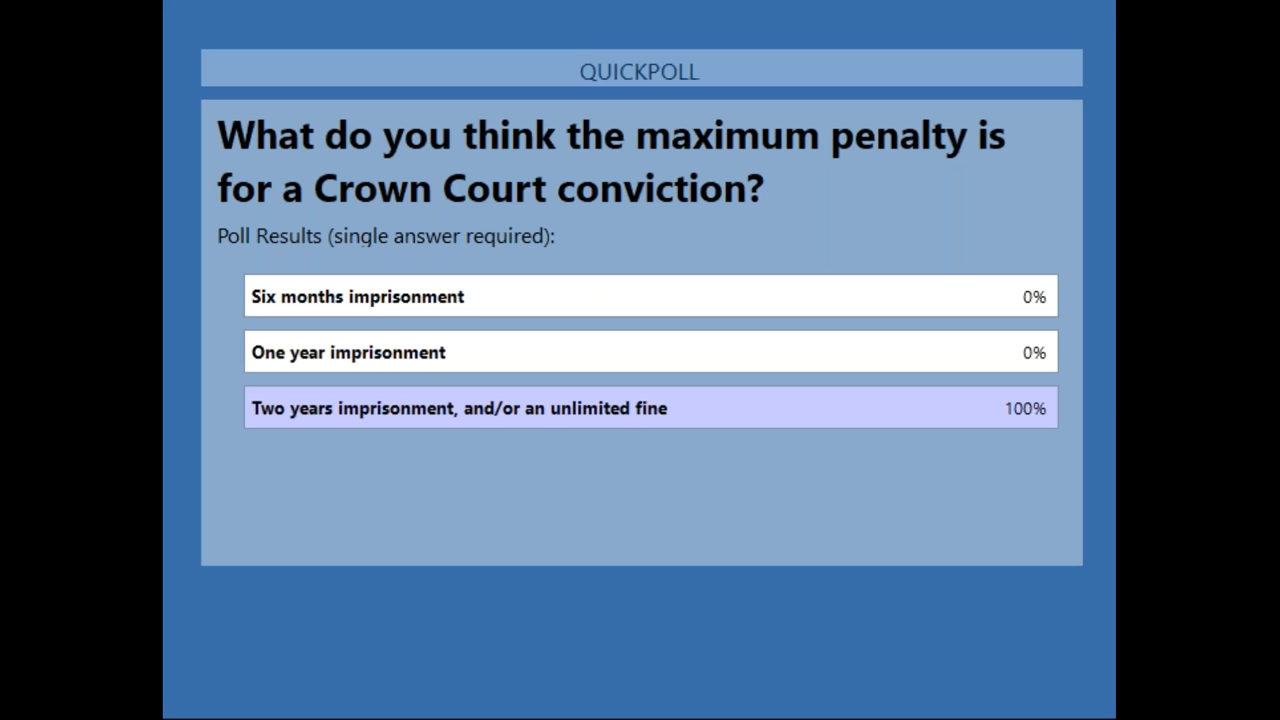 QUICKPOLL
What do you think the maximum penalty is
for a Crown Court conviction?
Poll Results (single answer required):
Six months imprisonment 0%
One year imprisonment 0%
Two years imprisonment, and/or an unlimited fine 100%